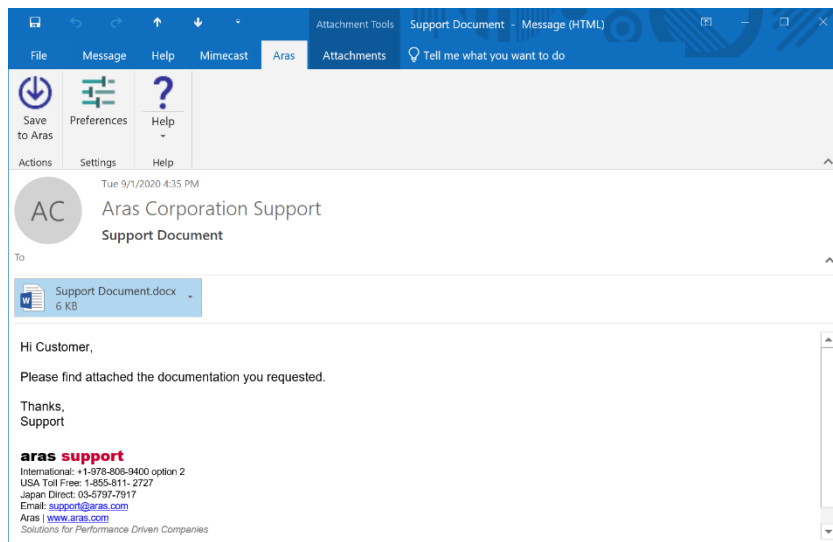 Attachment Tools Support Document - Message (HTML)
File Message Help Mimecast Aras Attachments Tell me what you want to do
Save to Aras
Preferences
Help
Actions Settings Help
Tue 9/1/2020 4:35 PM
AC
Aras Corporation Support
Support Document
To
Support Document.docx
6 KB
Hi Customer,
Please find attached the documentation you requested.
Thanks,
Support
aras support
International: +1-978-806-9400 option 2
USA Toll Free: 1-855-811- 2727
Japan Direct: 03-5797-7917
Email: support@aras.com
Aras | www.aras.com
Solutions for Performance Driven Companies